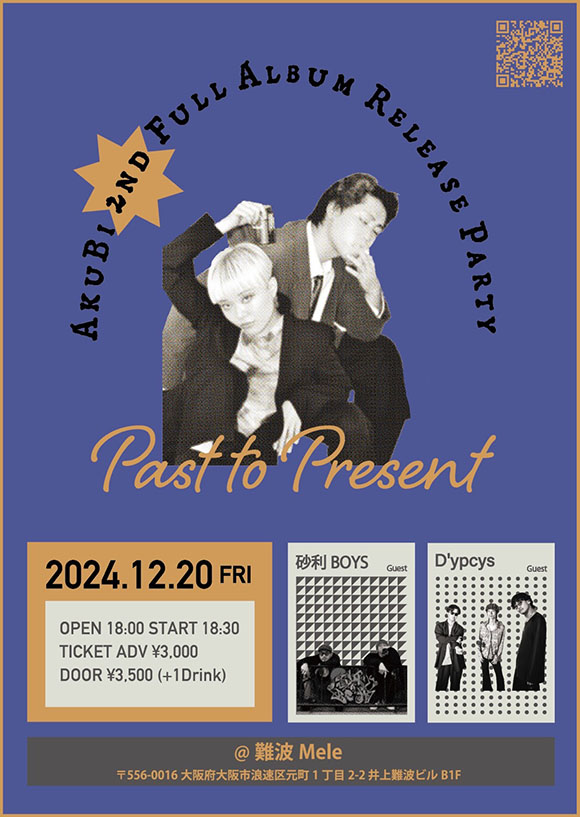 AkuBi 2nd Full Album Release Party
Past to Present
2024.12.20 FRI
OPEN 18:00 START 18:30
TICKET ADV ¥3,000
DOOR ¥3,500 (+1Drink)
砂利 BOYS
Guest
D'ypcys
Guest
@ 難波 Mele
〒556-0016 大阪府大阪市浪速区元町 1 丁目 2-2 井上難波ビル B1F